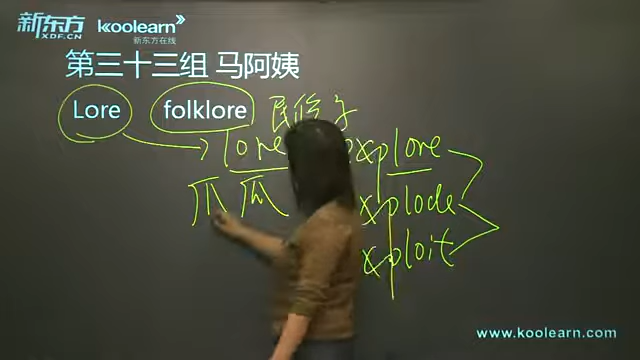 新东方 XDF.CN koolearn
新东方在线
第三十三组 马阿姨
Lore folklore 民俗学
lore explore
爪 瓜 xplode
xploit
www.koolearn.com